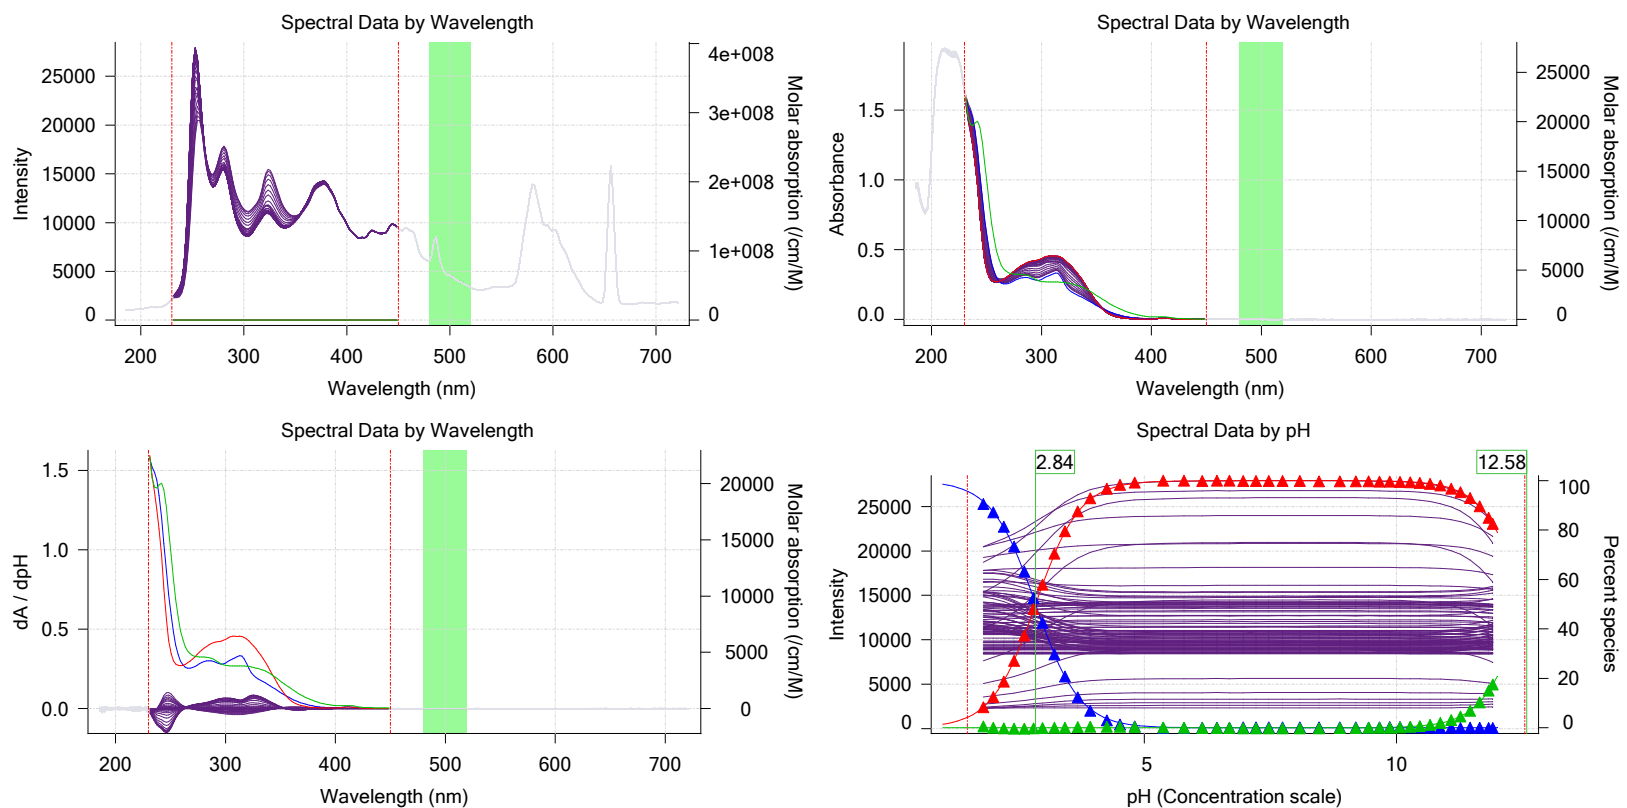 Spectral Data by Wavelength
Intensity
25000
20000
15000
10000
5000
0
4e+008
3e+008
2e+008
1e+008
0
Molar absorption (/cm/M)
200 300 400 500 600 700
Wavelength (nm)
Spectral Data by Wavelength
Absorbance
1.5
1.0
0.5
0.0
25000
20000
15000
10000
5000
0
Molar absorption (/cm/M)
200 300 400 500 600 700
Wavelength (nm)
Spectral Data by Wavelength
dA / dpH
1.5
1.0
0.5
0.0
20000
15000
10000
5000
0
Molar absorption (/cm/M)
200 300 400 500 600 700
Wavelength (nm)
Spectral Data by pH
2.84 12.58
Intensity
25000
20000
15000
10000
5000
0
100
80
60
40
20
0
Percent species
5 10
pH (Concentration scale)